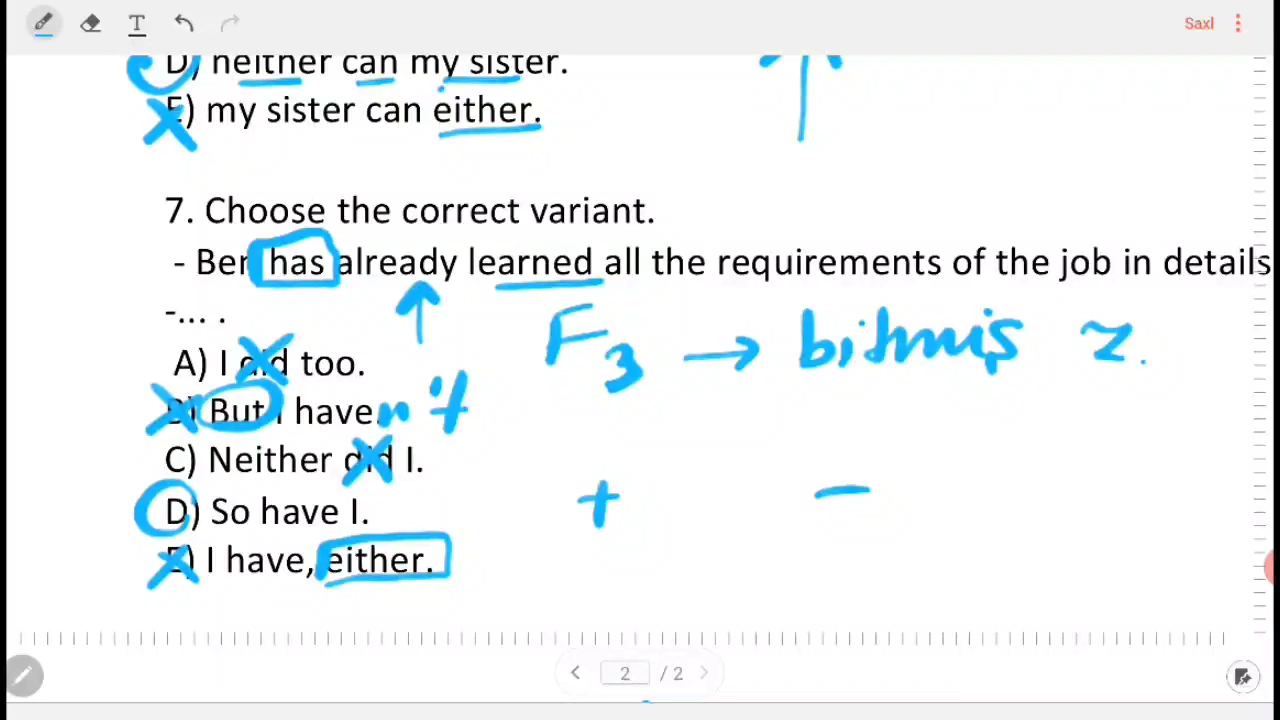 T Saxl
D) neither can my sister.
E) my sister can either.
7. Choose the correct variant.
- Ben has already learned all the requirements of the job in details
-... .
F3 → bitmiş z.
A) I did too.
B) But I haven't
C) Neither did I.
D) So have I. + -
E) I have, either.
2 / 2